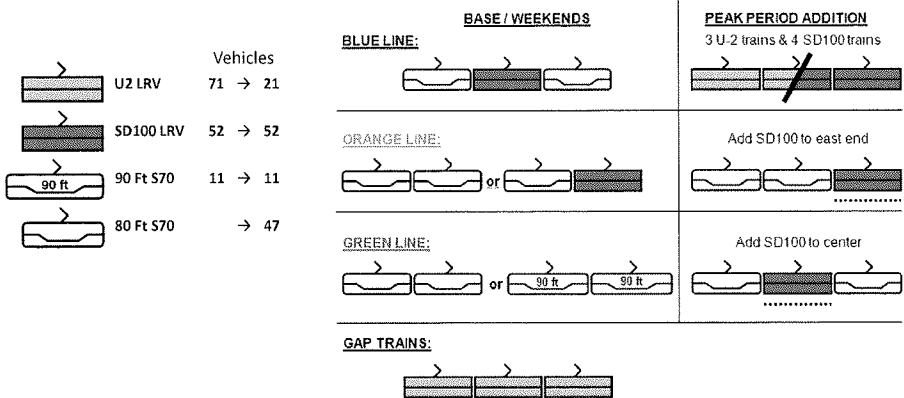 Vehicles
U2 LRV 71 → 21
SD100 LRV 52 → 52
90 ft 90 Ft S70 11 → 11
80 Ft S70 → 47
BASE / WEEKENDS
BLUE LINE:
ORANGE LINE:
or
GREEN LINE:
or 90 ft 90 ft
GAP TRAINS:
PEAK PERIOD ADDITION
3 U-2 trains & 4 SD100 trains
Add SD100 to east end
Add SD100 to center